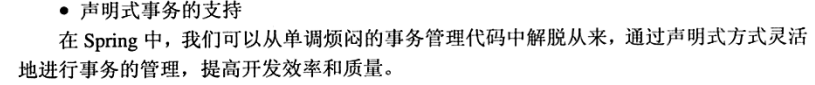 • 声明式事务的支持
在 Spring 中，我们可以从单调烦闷的事务管理代码中解脱从来，通过声明式方式灵活
地进行事务的管理，提高开发效率和质量。